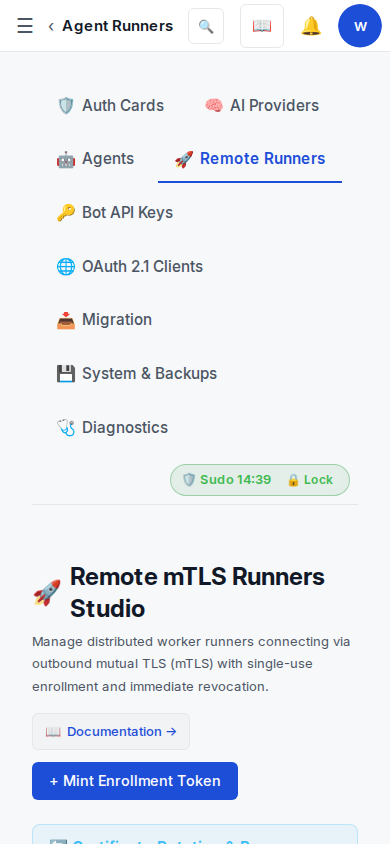 Agent Runners
W
Auth Cards
AI Providers
Agents
Remote Runners
Bot API Keys
OAuth 2.1 Clients
Migration
System & Backups
Diagnostics
Sudo 14:39 Lock
Remote mTLS Runners
Studio
Manage distributed worker runners connecting via
outbound mutual TLS (mTLS) with single-use
enrollment and immediate revocation.
Documentation →
+ Mint Enrollment Token